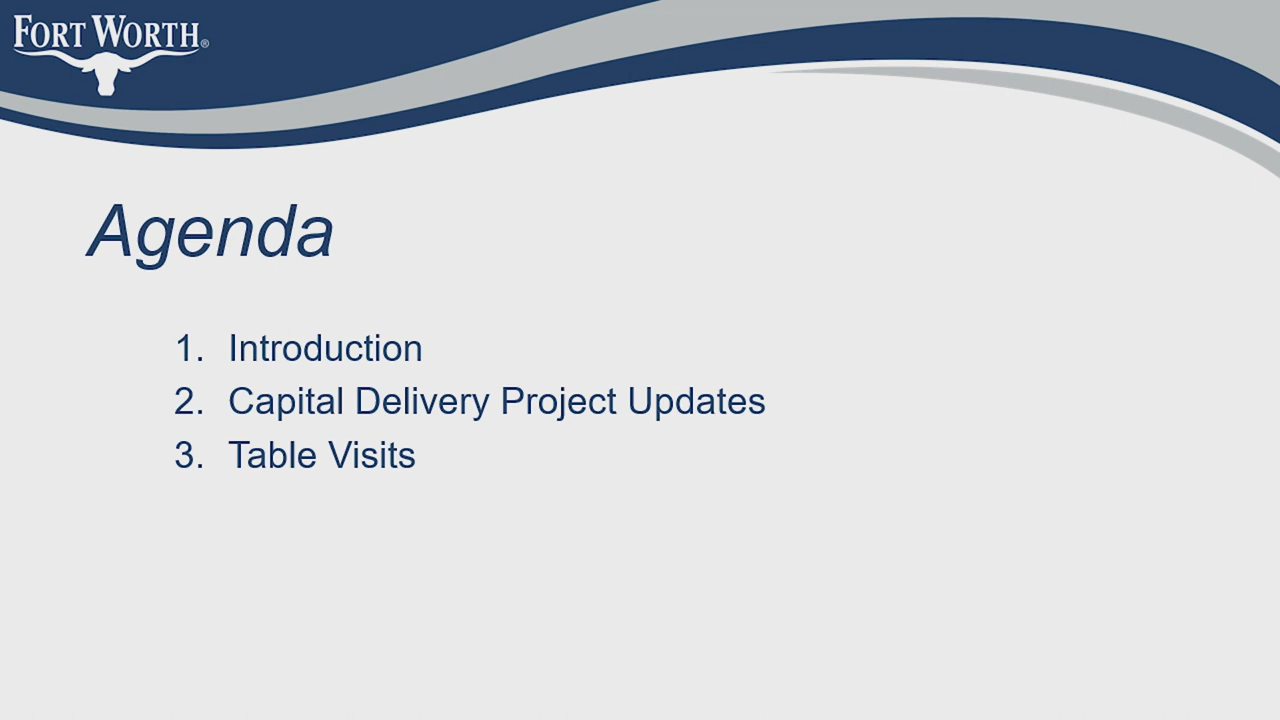 FORT WORTH®
Agenda
1. Introduction
2. Capital Delivery Project Updates
3. Table Visits